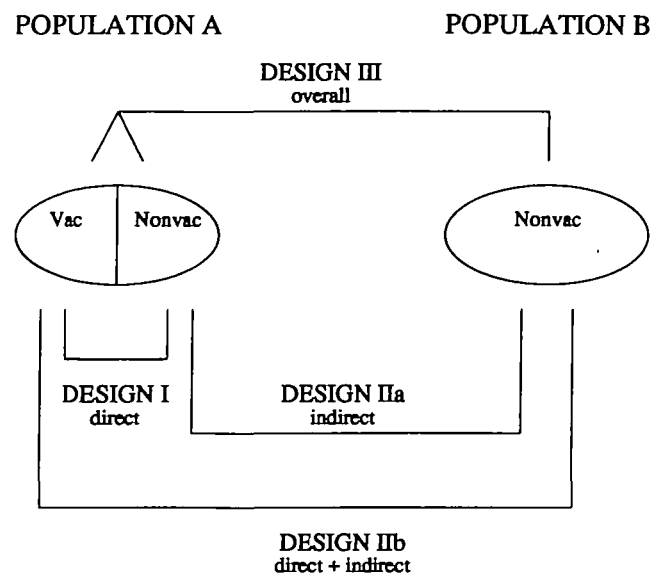 POPULATION A
POPULATION B
DESIGN III
overall
Vac
Nonvac
Nonvac
DESIGN I
direct
DESIGN IIa
indirect
DESIGN IIb
direct + indirect